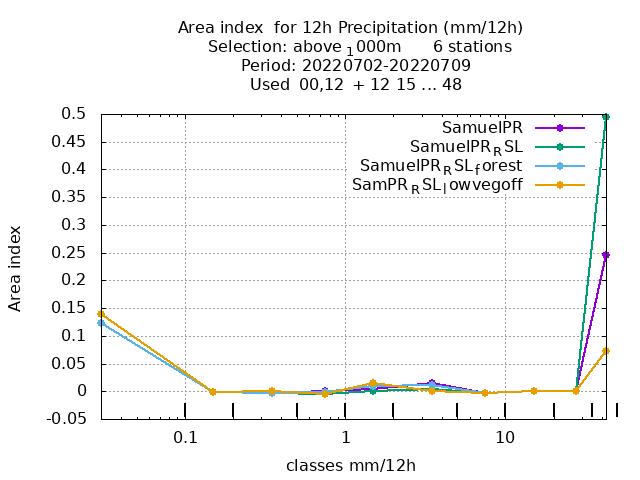 Area index  for 12h Precipitation (mm/12h)
Selection: above ₁000m      6 stations
Period: 20220702-20220709
Used  00,12  + 12 15 ... 48
0.5
0.45
0.4
0.35
0.3
0.25
0.2
0.15
0.1
0.05
0
-0.05
Area index
SamuelPR
SamuelPR_RSL
SamuelPR_RSL_forest
SamPR_RSL_lowvegoff
0.1 1 10
classes mm/12h